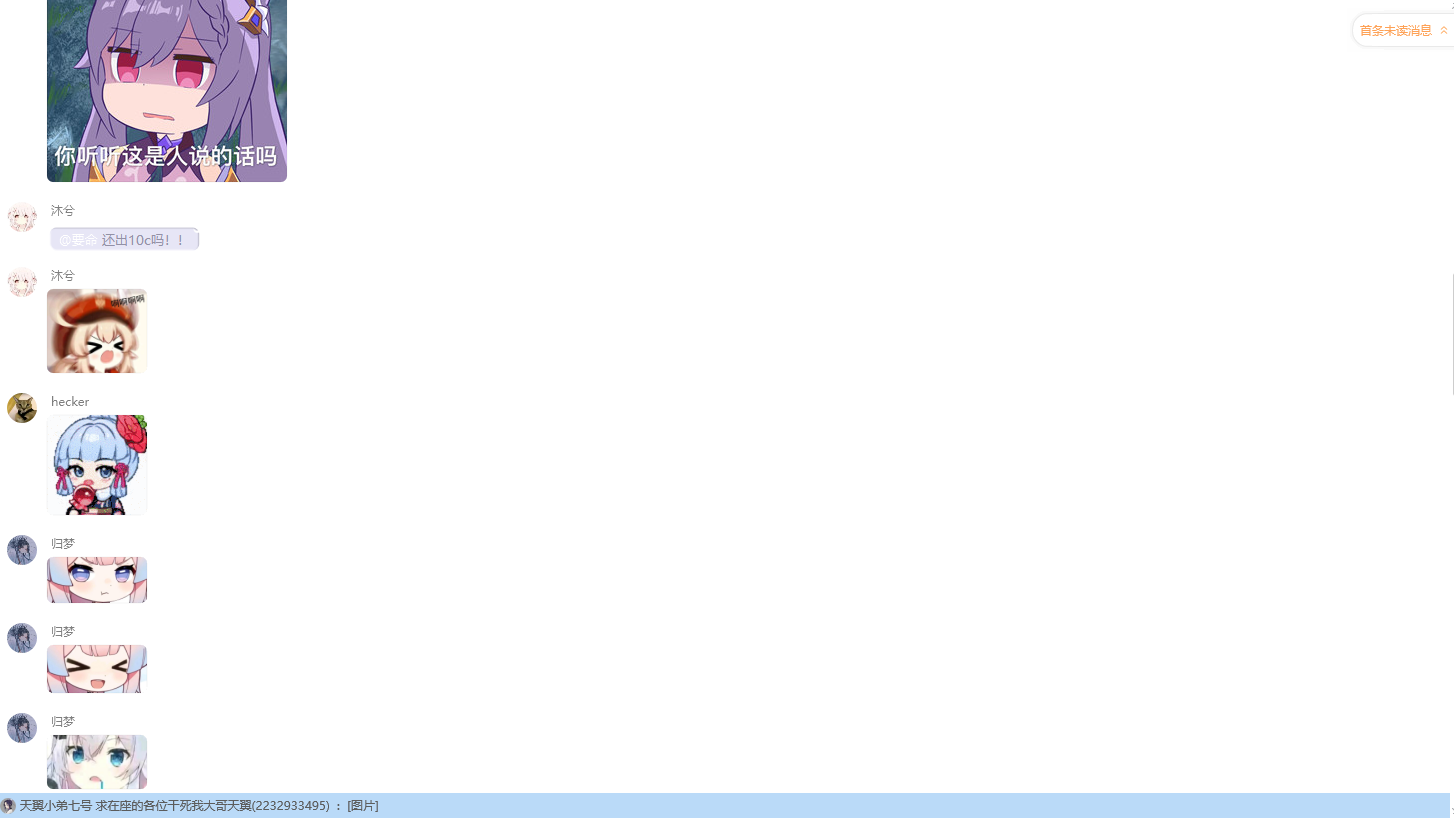 首条未读消息
你听听这是人说的话吗
沐兮
@要命 还出10c吗！！
沐兮
啊啊啊啊
hecker
归梦
归梦
归梦
天翼小弟七号 求在座的各位干死我大哥天翼(2232933495) ： [图片]